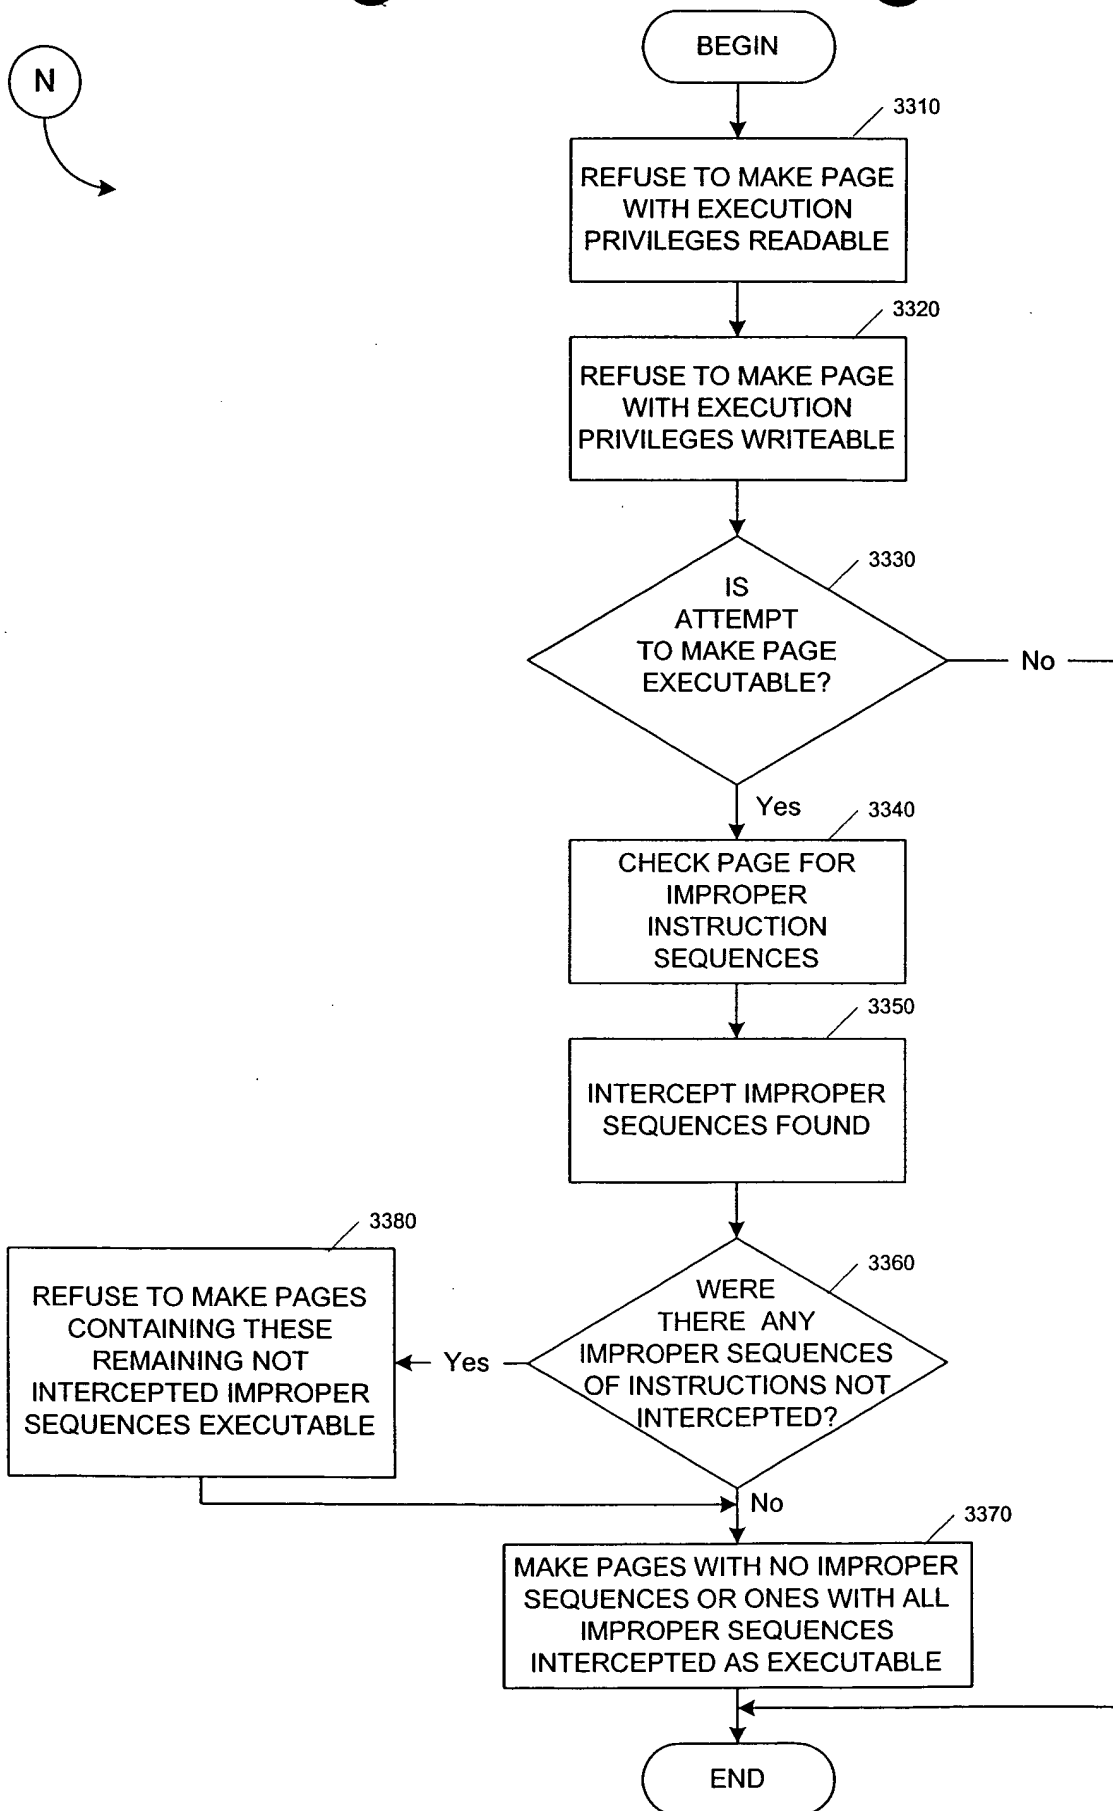 BEGIN
N
3310
REFUSE TO MAKE PAGE
WITH EXECUTION
PRIVILEGES READABLE
3320
REFUSE TO MAKE PAGE
WITH EXECUTION
PRIVILEGES WRITEABLE
3330
IS
ATTEMPT
TO MAKE PAGE
EXECUTABLE?
No
Yes
3340
CHECK PAGE FOR
IMPROPER
INSTRUCTION
SEQUENCES
3350
INTERCEPT IMPROPER
SEQUENCES FOUND
3360
WERE
THERE ANY
IMPROPER SEQUENCES
OF INSTRUCTIONS NOT
INTERCEPTED?
Yes
3380
REFUSE TO MAKE PAGES
CONTAINING THESE
REMAINING NOT
INTERCEPTED IMPROPER
SEQUENCES EXECUTABLE
No
3370
MAKE PAGES WITH NO IMPROPER
SEQUENCES OR ONES WITH ALL
IMPROPER SEQUENCES
INTERCEPTED AS EXECUTABLE
END